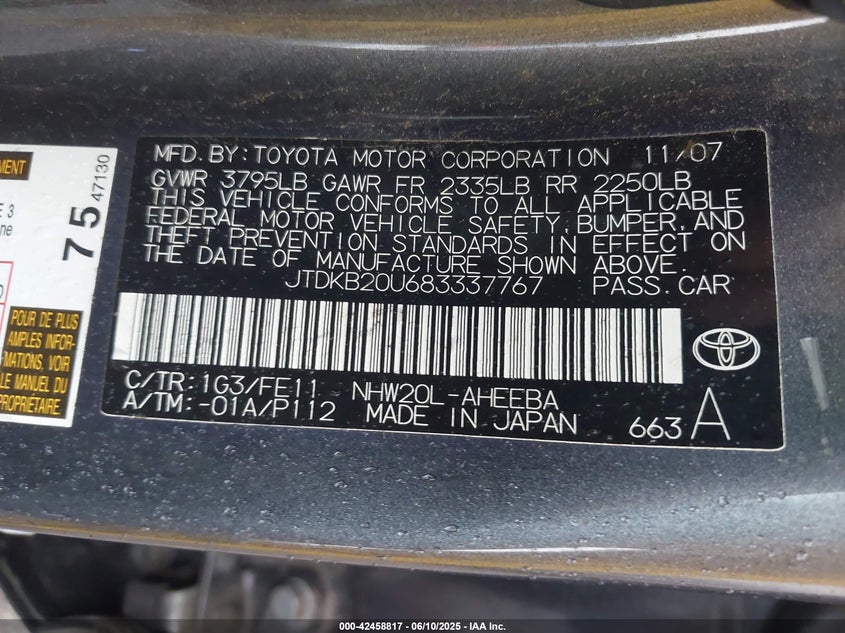 MFD. BY: TOYOTA MOTOR CORPORATION 11/07
GVWR 3795LB GAWR FR 2335LB RR 2250LB
THIS VEHICLE CONFORMS TO ALL APPLICABLE
FEDERAL MOTOR VEHICLE SAFETY, BUMPER, AND
THEFT PREVENTION STANDARDS IN EFFECT ON
THE DATE OF MANUFACTURE SHOWN ABOVE.
JTDKB20U683337767 PASS. CAR
C/TR: 1G3/FE11 NHW20L-AHEEBA
A/TM: -01A/P112 MADE IN JAPAN
663 A
75 47130
MENT
E 3
ne
POUR DE PLUS
AMPLES INFOR-
MATIONS, VOIR
LE MANUEL DU
PROPRIÉTAIRE.
000-42458817 - 06/10/2025 - IAA Inc.